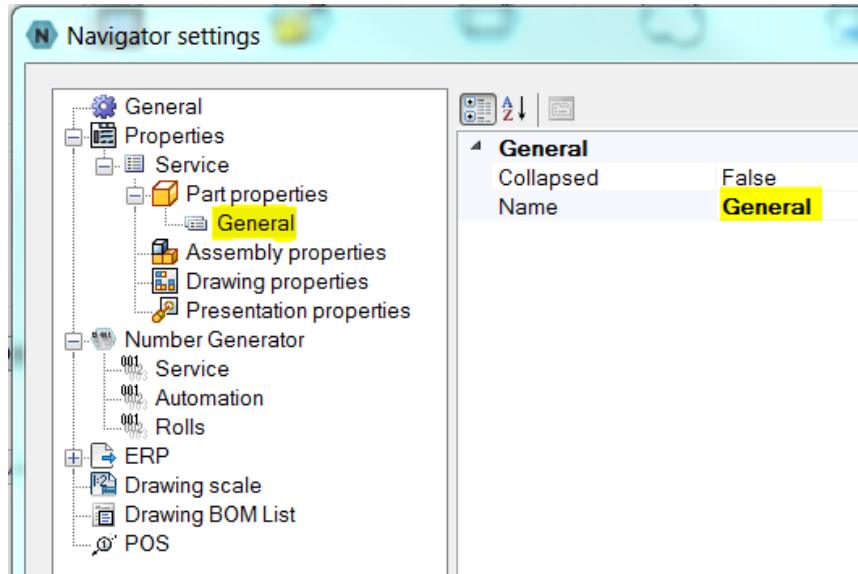 Navigator settings
General
Properties
Service
Part properties
General
Assembly properties
Drawing properties
Presentation properties
Number Generator
Service
Automation
Rolls
ERP
Drawing scale
Drawing BOM List
POS
General
Collapsed False
Name General